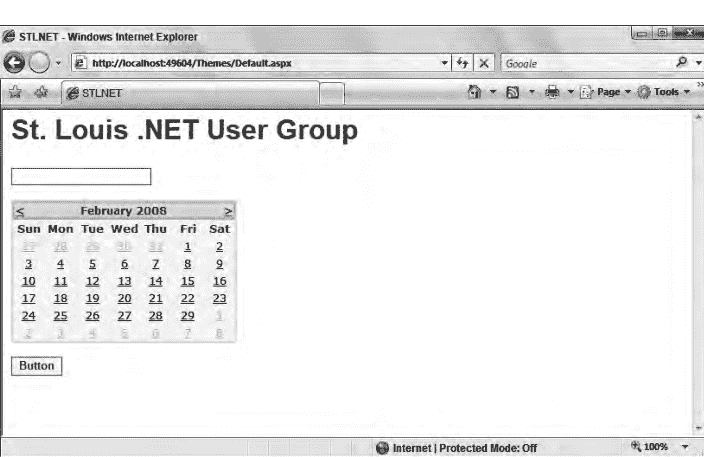 STLNET - Windows Internet Explorer
http://localhost:49604/Themes/Default.aspx
Google
STLNET
Page
Tools
St. Louis .NET User Group
< February 2008 >
Sun Mon Tue Wed Thu Fri Sat
27 28 29 30 31 1 2
3 4 5 6 7 8 9
10 11 12 13 14 15 16
17 18 19 20 21 22 23
24 25 26 27 28 29 1
2 3 4 5 6 7 8
Button
Internet | Protected Mode: Off
100%